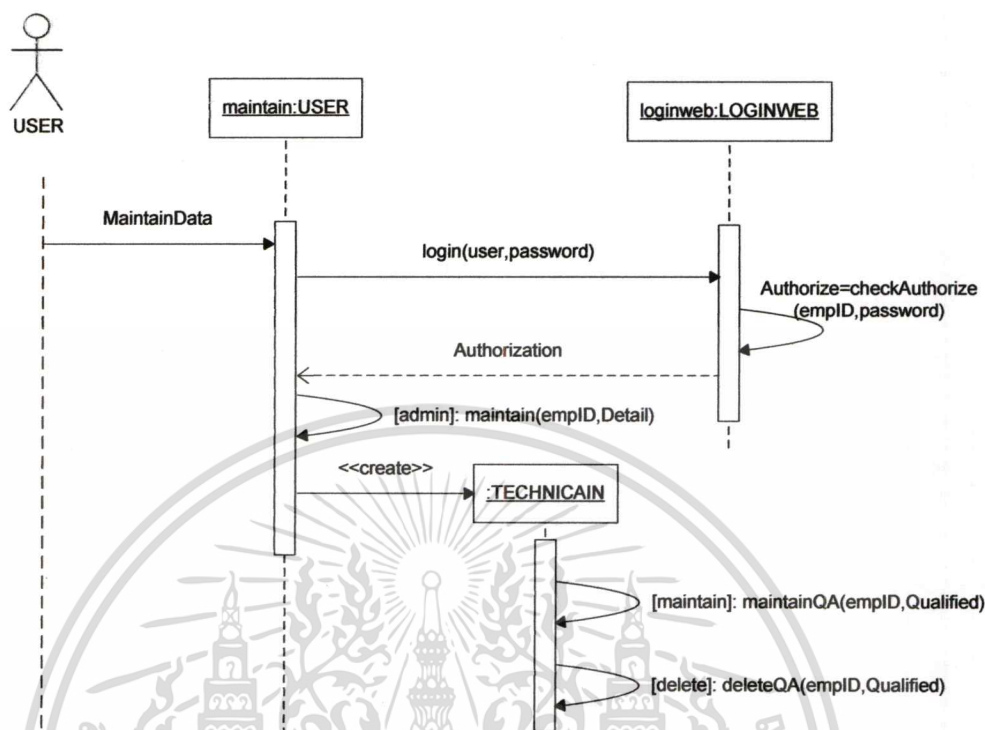 USER
maintain:USER
loginweb:LOGINWEB
MaintainData
login(user,password)
Authorize=checkAuthorize
(empID,password)
Authorization
[admin]: maintain(empID,Detail)
<<create>>
:TECHNICAIN
[maintain]: maintainQA(empID,Qualified)
[delete]: deleteQA(empID,Qualified)